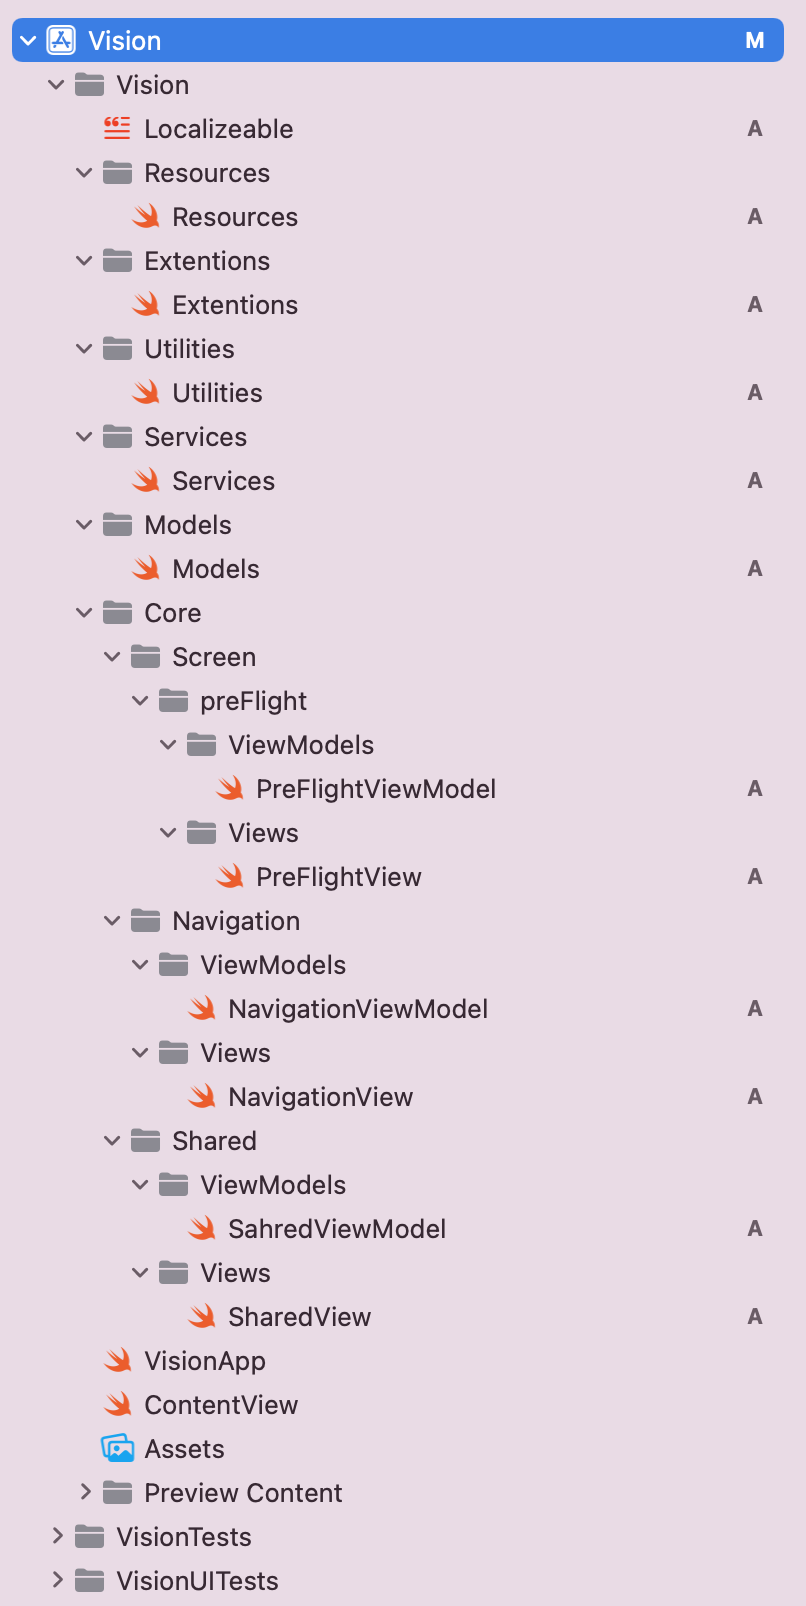 Vision M
Vision
Localizeable A
Resources
Resources A
Extentions
Extentions A
Utilities
Utilities A
Services
Services A
Models
Models A
Core
Screen
preFlight
ViewModels
PreFlightViewModel A
Views
PreFlightView A
Navigation
ViewModels
NavigationViewModel A
Views
NavigationView A
Shared
ViewModels
SahredViewModel A
Views
SharedView A
VisionApp
ContentView
Assets
Preview Content
VisionTests
VisionUITests